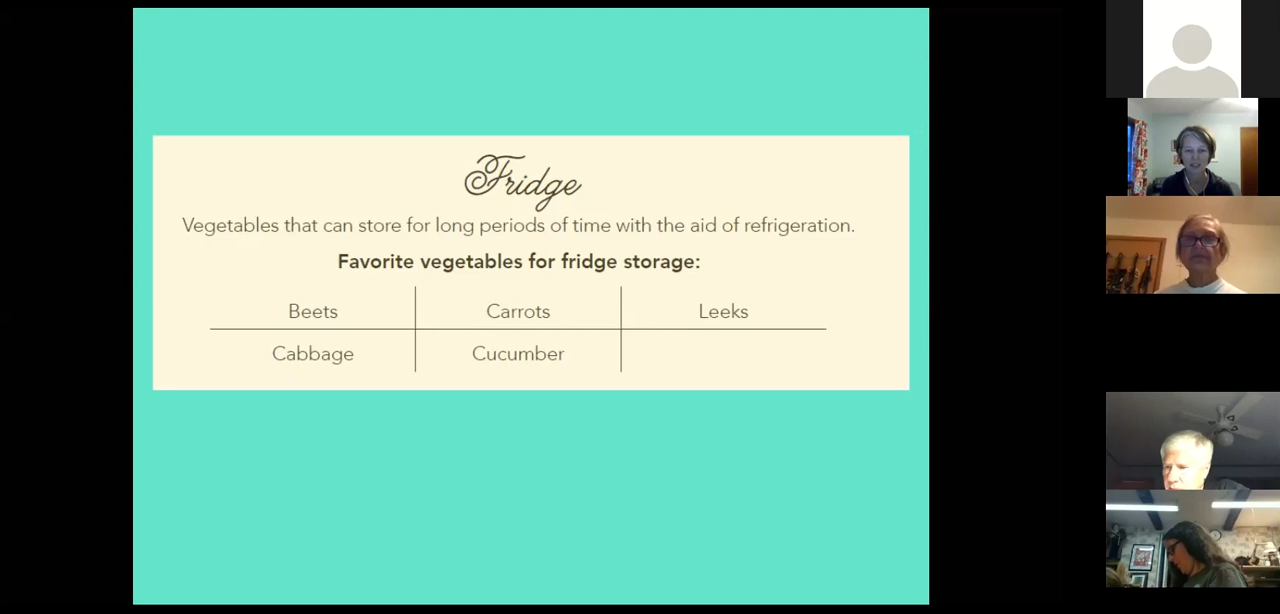 Fridge
Vegetables that can store for long periods of time with the aid of refrigeration.
Favorite vegetables for fridge storage:
Beets Carrots Leeks
Cabbage Cucumber